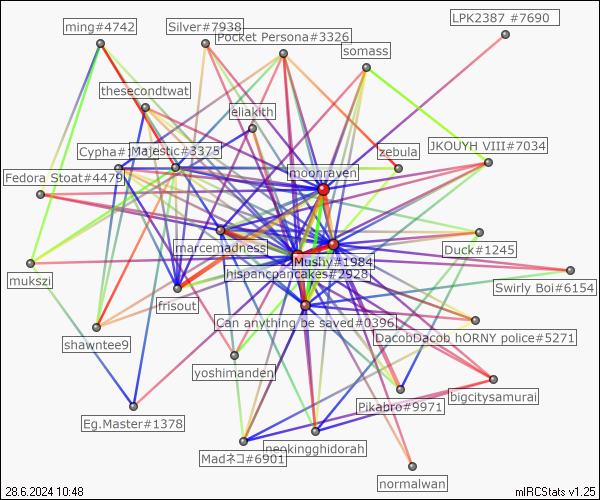 LPK2387 #7690
ming#4742
Silver#7938
Pocket Persona#3326
somass
thesecondtwat
eliakith
Cypha#1
Majestic#3375
JKOUYH VIII#7034
zebula
moonraven
Fedora Stoat#4479
marcemadness
Duck#1245
Mushy#1984
hispancpancakes#2928
mukszi
Swirly Boi#6154
frisout
Can anything be saved#0396
shawntee9
DacobDacob hORNY police#5271
yoshimanden
bigcitysamurai
Pikabro#9971
Eg.Master#1378
neokingghidorah
Madネコ#6901
normalwan
28.6.2024 10:48
mIRCStats v1.25